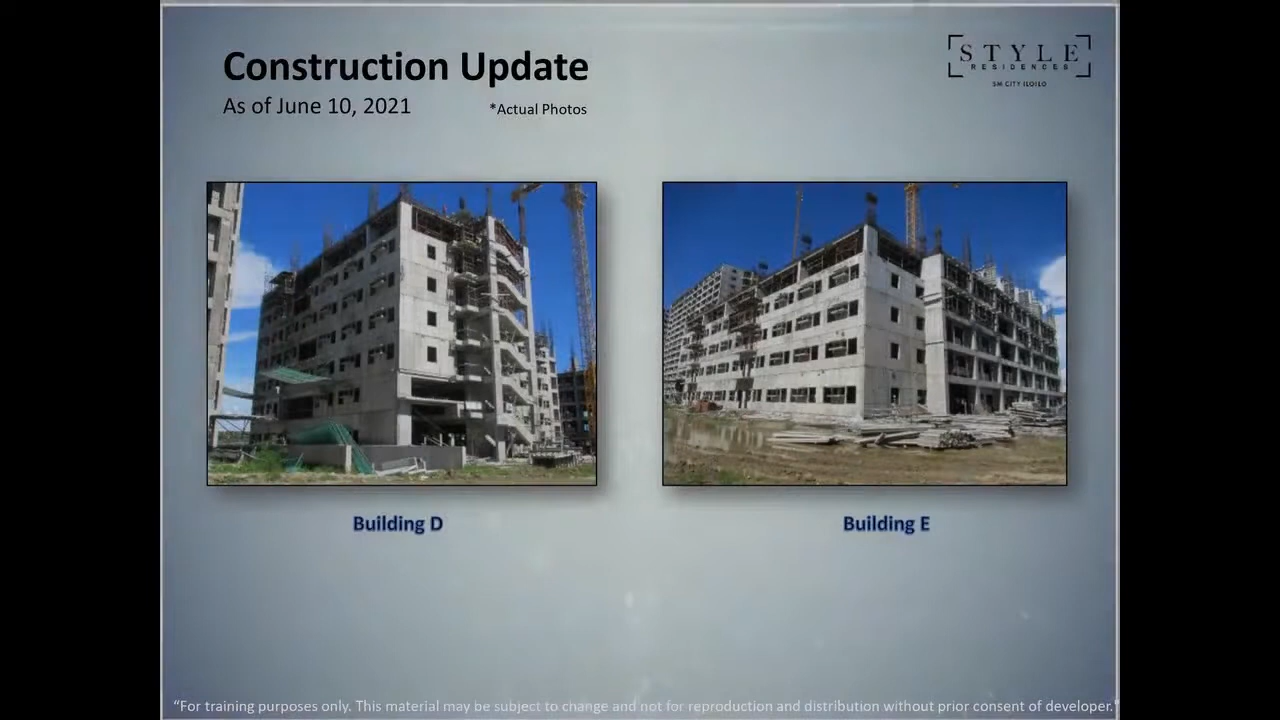 Construction Update
As of June 10, 2021
*Actual Photos
STYLE
RESIDENCES
SM CITY ILOILO
Building D
Building E
“For training purposes only. This material may be subject to change and not for reproduction and distribution without prior consent of developer.”